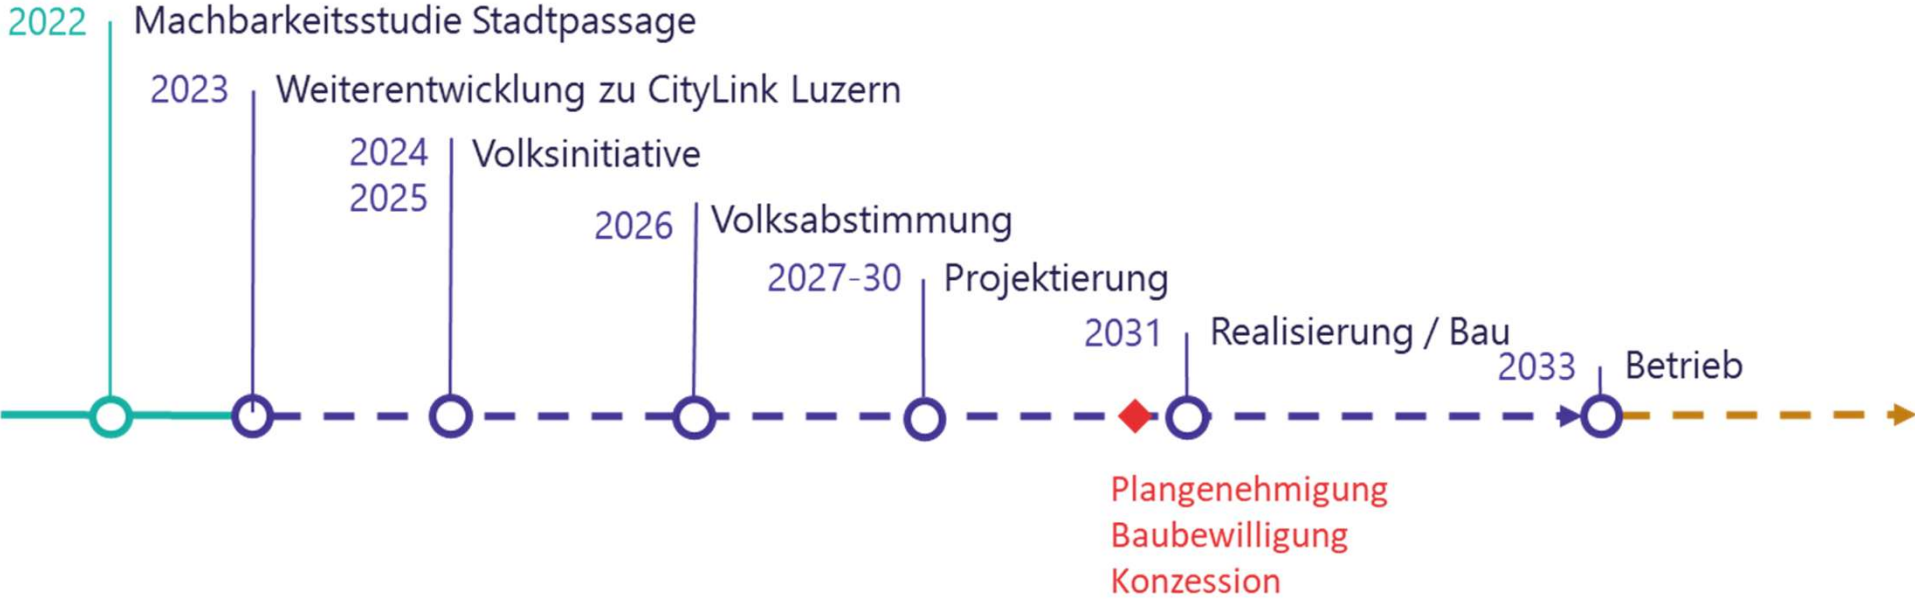 2022 Machbarkeitsstudie Stadtpassage
2023 Weiterentwicklung zu CityLink Luzern
2024 Volksinitiative
2025
2026 Volksabstimmung
2027-30 Projektierung
2031 Realisierung / Bau
2033 Betrieb
Plangenehmigung
Baubewilligung
Konzession